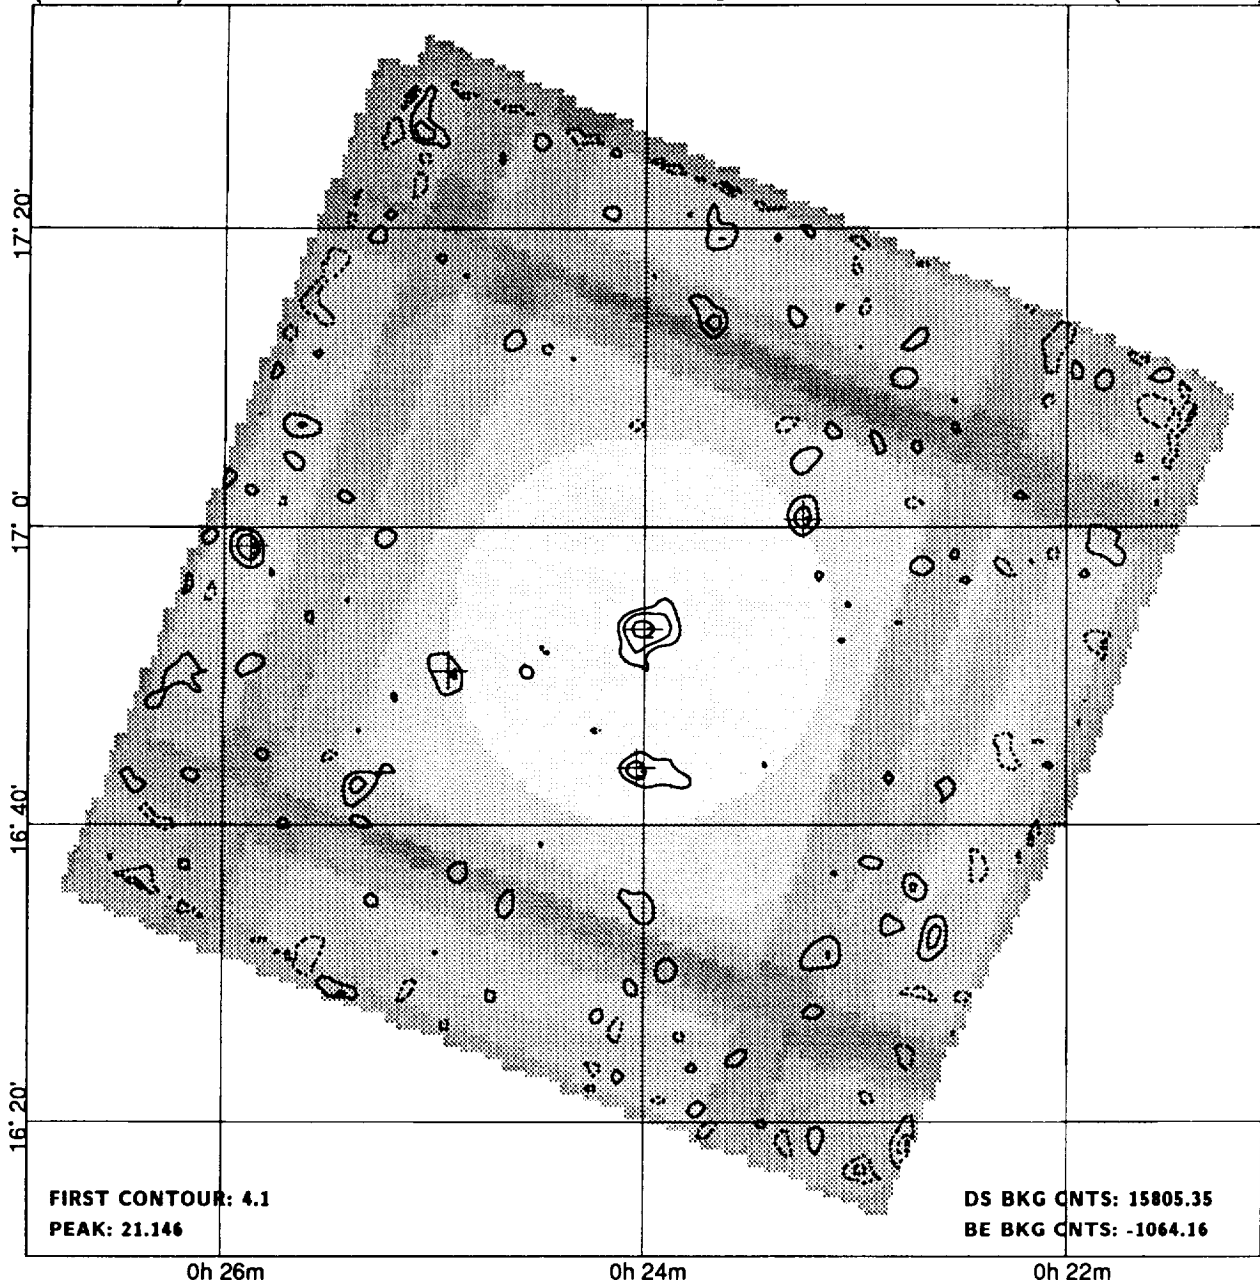 17° 20'
17° 0'
16° 40'
16° 20'
FIRST CONTOUR: 4.1
PEAK: 21.146
DS BKG CNTS: 15805.35
BE BKG CNTS: -1064.16
0h 26m
0h 24m
0h 22m